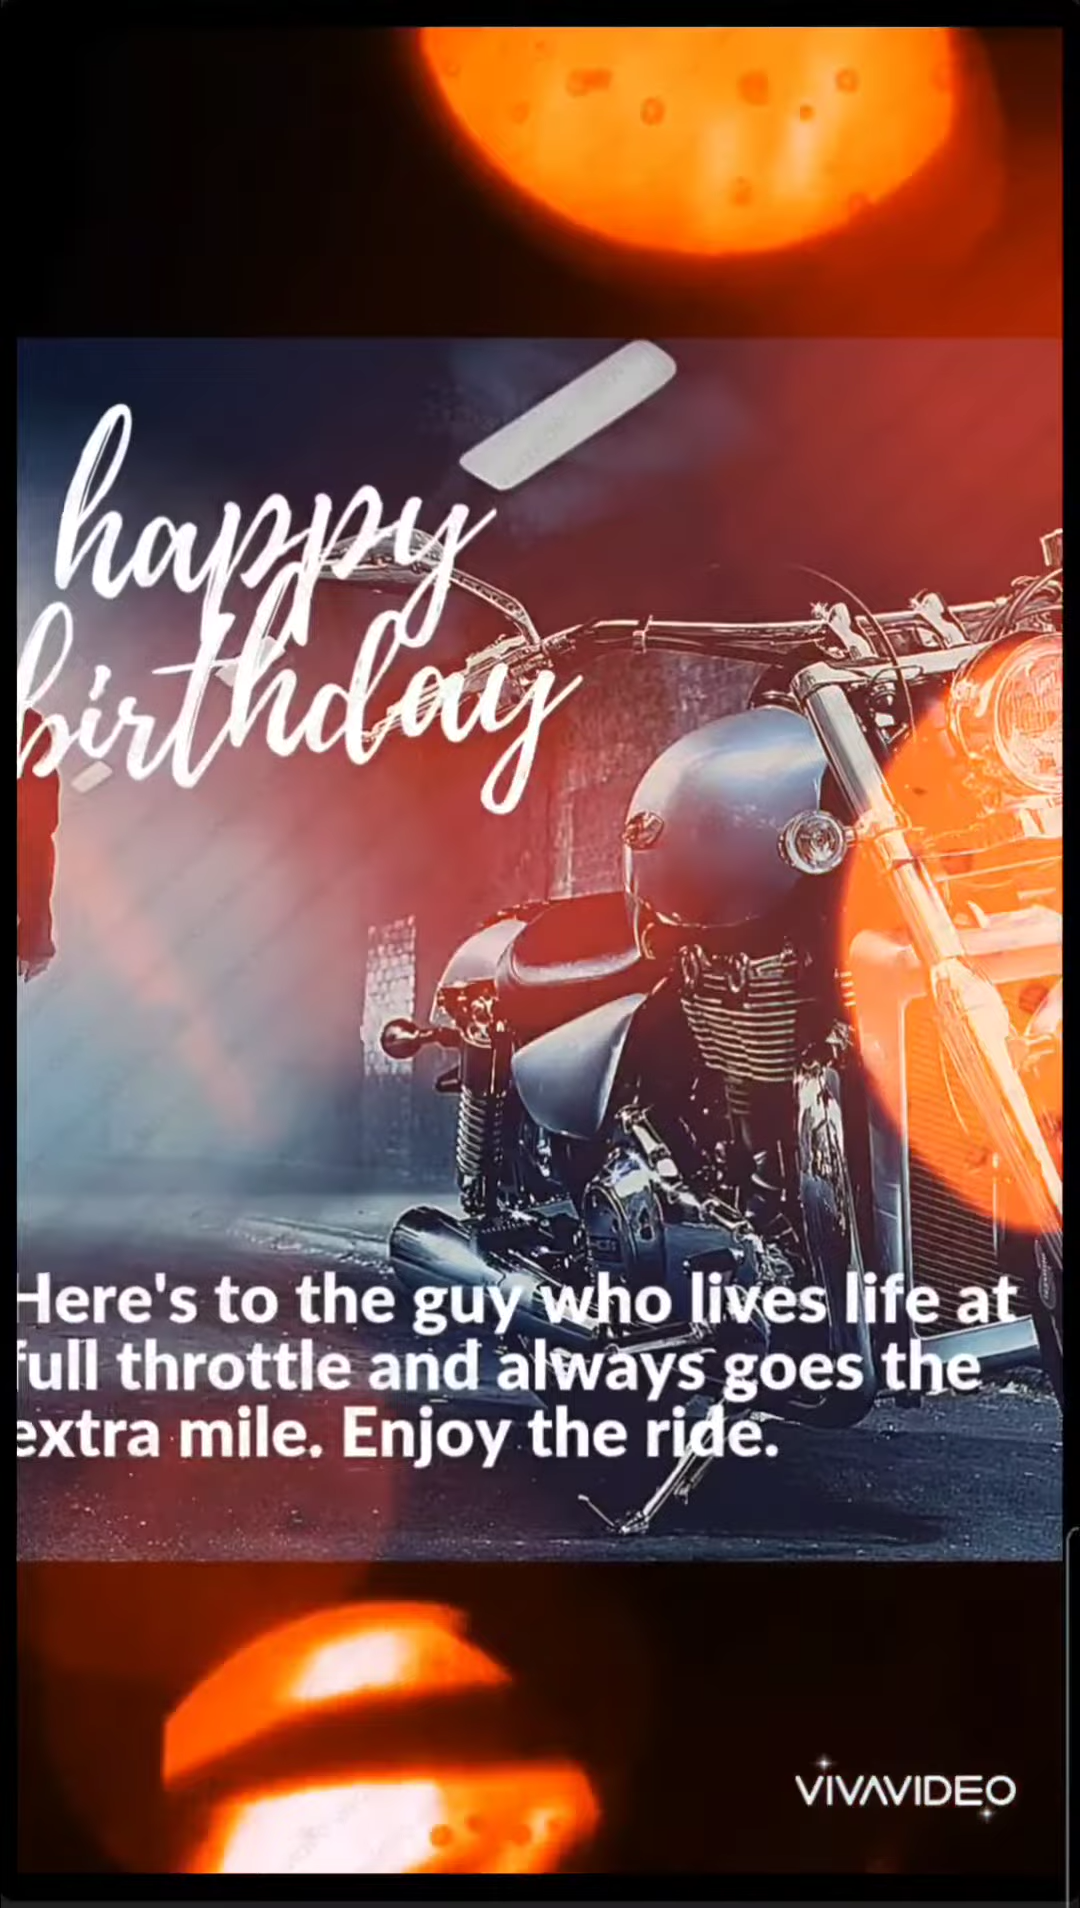 happy
birthday
Here's to the guy who lives life at
full throttle and always goes the
extra mile. Enjoy the ride.
VIVAVIDEO